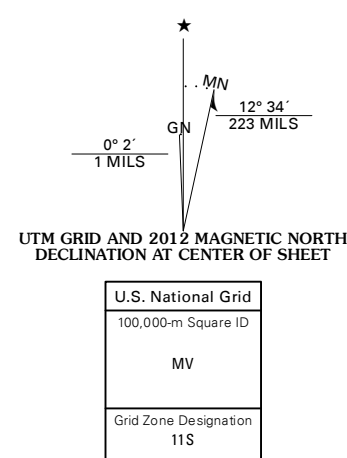 ★
MN
GN
12° 34´
223 MILS
0° 2´
1 MILS
UTM GRID AND 2012 MAGNETIC NORTH
DECLINATION AT CENTER OF SHEET
U.S. National Grid
100,000-m Square ID
MV
Grid Zone Designation
11S